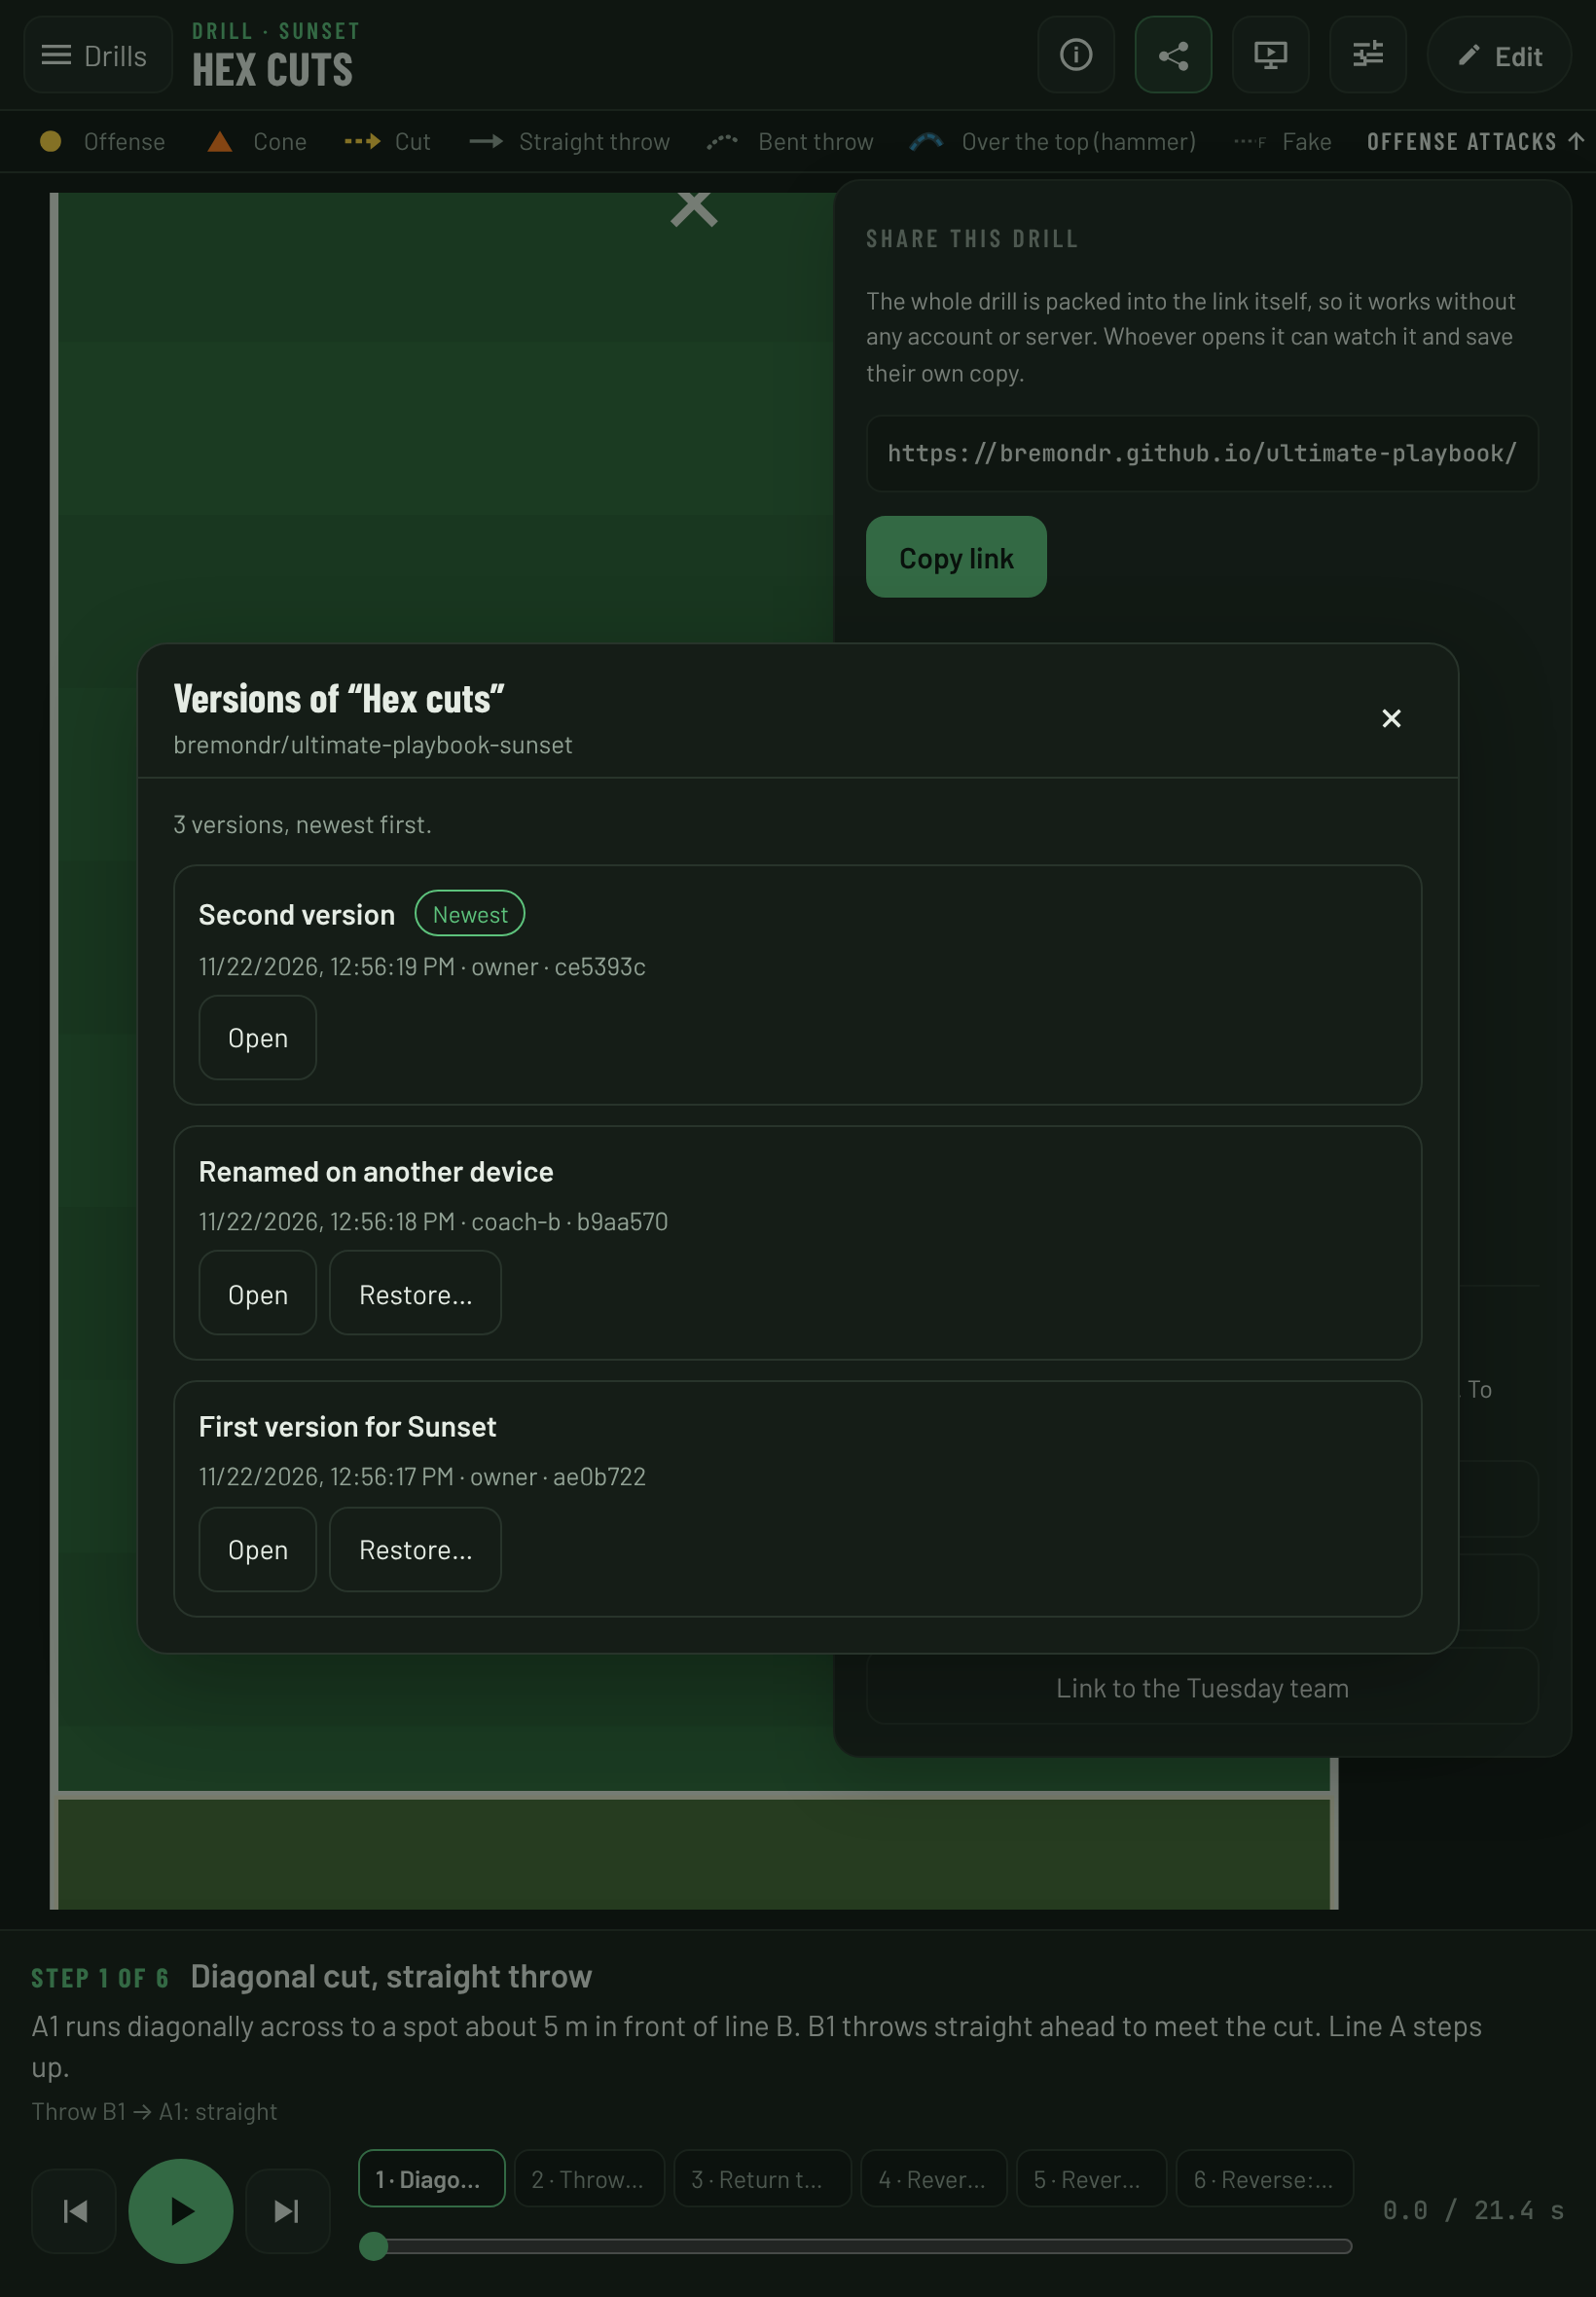 Drills
DRILL · SUNSET
HEX CUTS
Edit
Offense
Cone
Cut
Straight throw
Bent throw
Over the top (hammer)
F
Fake
OFFENSE ATTACKS ↑
SHARE THIS DRILL
The whole drill is packed into the link itself, so it works without
any account or server. Whoever opens it can watch it and save
their own copy.
https://bremondr.github.io/ultimate-playbook/
Copy link
Versions of “Hex cuts”
bremondr/ultimate-playbook-sunset
3 versions, newest first.
Second version
Newest
11/22/2026, 12:56:19 PM · owner · ce5393c
Open
Renamed on another device
11/22/2026, 12:56:18 PM · coach-b · b9aa570
Open
Restore…
First version for Sunset
11/22/2026, 12:56:17 PM · owner · ae0b722
Open
Restore…
. To
Link to the Tuesday team
STEP 1 OF 6
Diagonal cut, straight throw
A1 runs diagonally across to a spot about 5 m in front of line B. B1 throws straight ahead to meet the cut. Line A steps
up.
Throw B1 → A1: straight
1 · Diago…
2 · Throw…
3 · Return t…
4 · Rever…
5 · Rever…
6 · Reverse:…
0.0 / 21.4 s